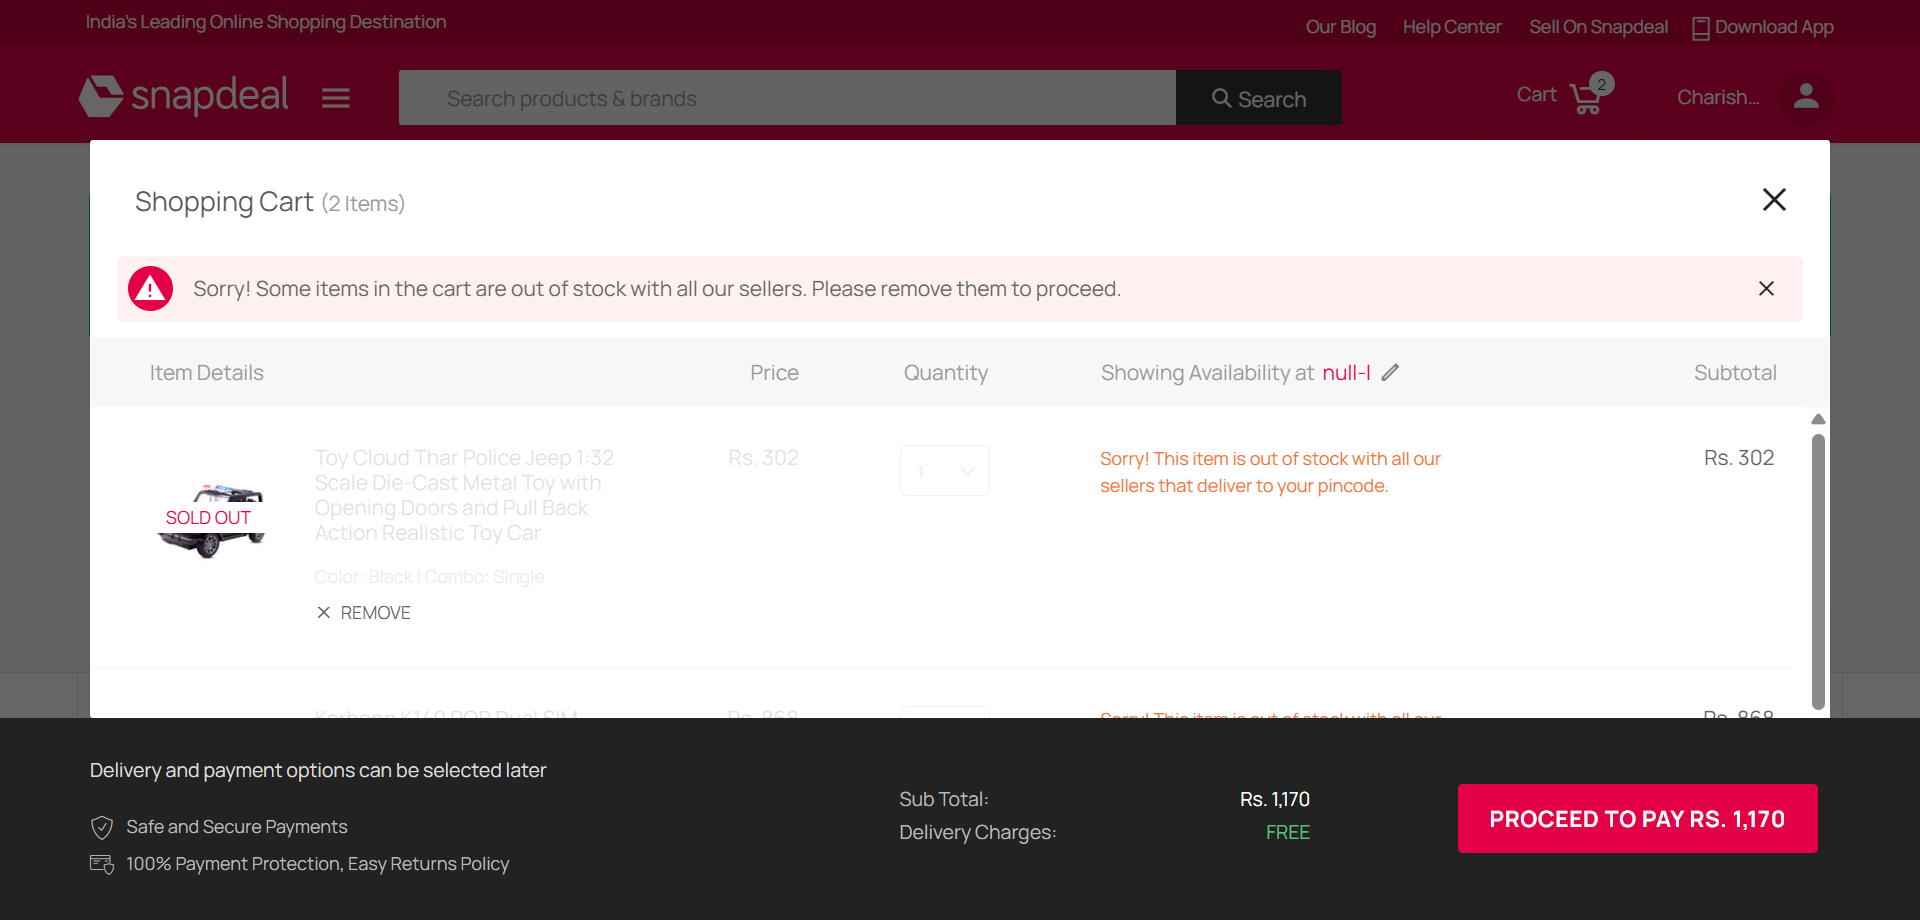 India's Leading Online Shopping Destination
Our Blog Help Center Sell On Snapdeal Download App
snapdeal
Search products & brands
Search
Cart 2
Charish...
Shopping Cart (2 Items)
Sorry! Some items in the cart are out of stock with all our sellers. Please remove them to proceed.
Item Details Price Quantity Showing Availability at null-l Subtotal
SOLD OUT
Toy Cloud Thar Police Jeep 1:32
Scale Die-Cast Metal Toy with
Opening Doors and Pull Back
Action Realistic Toy Car
Color: Black | Combo: Single
REMOVE
Rs. 302
1
Sorry! This item is out of stock with all our
sellers that deliver to your pincode.
Rs. 302
Karbonn K140 POP Dual SIM
Rs. 868
Sorry! This item is out of stock with all our
Rs. 868
Delivery and payment options can be selected later
Safe and Secure Payments
100% Payment Protection, Easy Returns Policy
Sub Total: Rs. 1,170
Delivery Charges: FREE
PROCEED TO PAY RS. 1,170